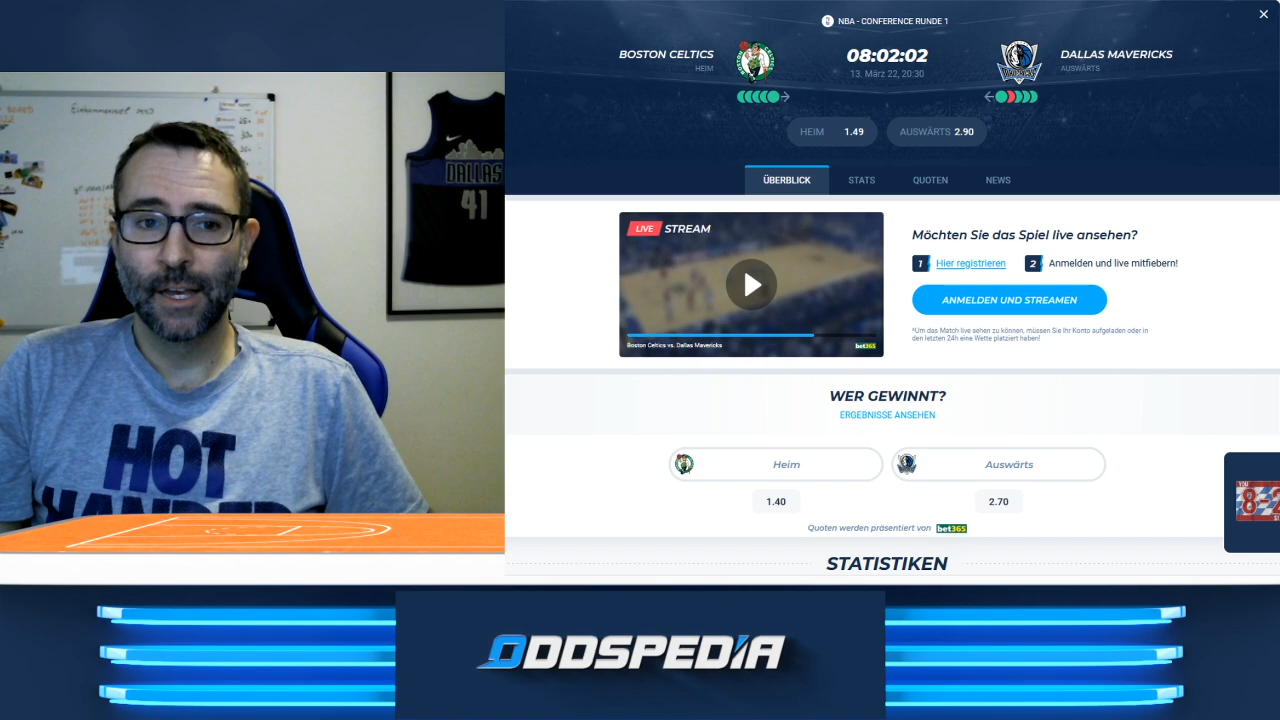 NBA - CONFERENCE RUNDE 1
BOSTON CELTICS
HEIM
08:02:02
13. März 22, 20:30
DALLAS MAVERICKS
AUSWÄRTS
HEIM 1.49
AUSWÄRTS 2.90
ÜBERBLICK STATS QUOTEN NEWS
LIVE STREAM
Boston Celtics vs. Dallas Mavericks
bet365
Möchten Sie das Spiel live ansehen?
1 Hier registrieren 2 Anmelden und live mitfiebern!
ANMELDEN UND STREAMEN
*Um das Match live sehen zu können, müssen Sie Ihr Konto aufgeladen oder in
den letzten 24h eine Wette platziert haben!
WER GEWINNT?
ERGEBNISSE ANSEHEN
Heim
Auswärts
1.40
2.70
Quoten werden präsentiert von bet365
STATISTIKEN
DALLAS
41
HOT
YOU
8-2
ODDSPEDIA